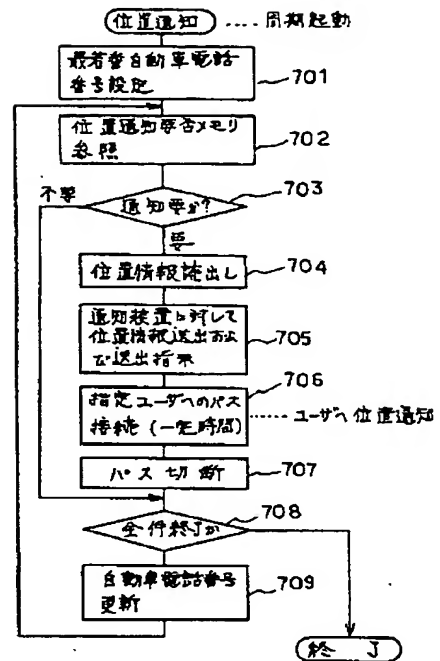 位置通知 ‥‥ 周期起動
最若番自動車電話
番号設定
701
位置通知要否メモリ
参照
702
703
不要
通知要か?
要
位置情報読出し
704
通知装置に対して
位置情報送出およ
び送出指示
705
706
指定ユーザへのパス
接続(一定時間)
‥‥ ユーザへ位置通知
パス切断
707
708
全件終了か
自動車電話番号
更新
709
終了